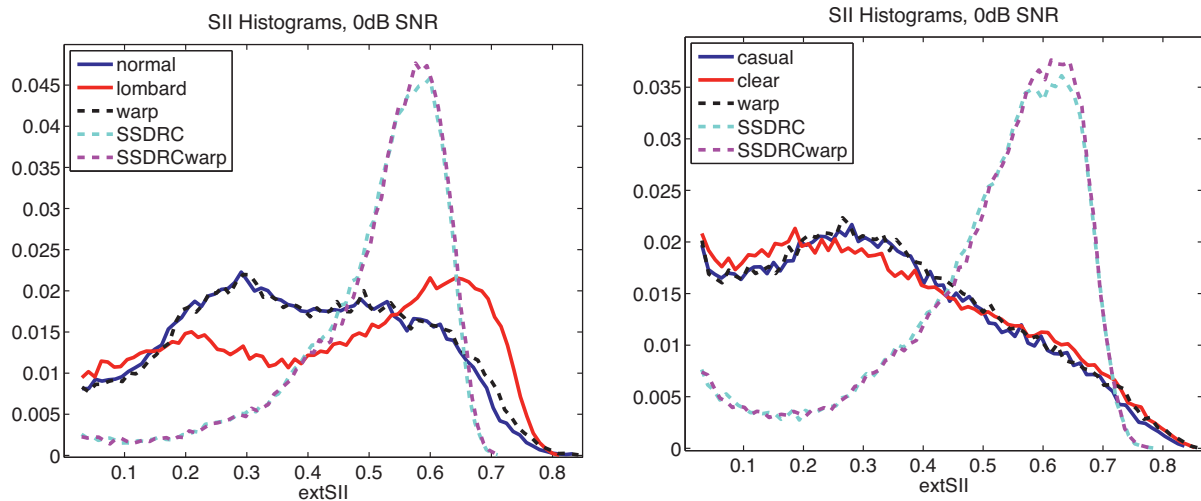 SII Histograms, 0dB SNR
normal
lombard
warp
SSDRC
SSDRCwarp
0.045
0.04
0.035
0.03
0.025
0.02
0.015
0.01
0.005
0
0.1 0.2 0.3 0.4 0.5 0.6 0.7 0.8
extSII
SII Histograms, 0dB SNR
casual
clear
warp
SSDRC
SSDRCwarp
0.035
0.03
0.025
0.02
0.015
0.01
0.005
0
0.1 0.2 0.3 0.4 0.5 0.6 0.7 0.8
extSII